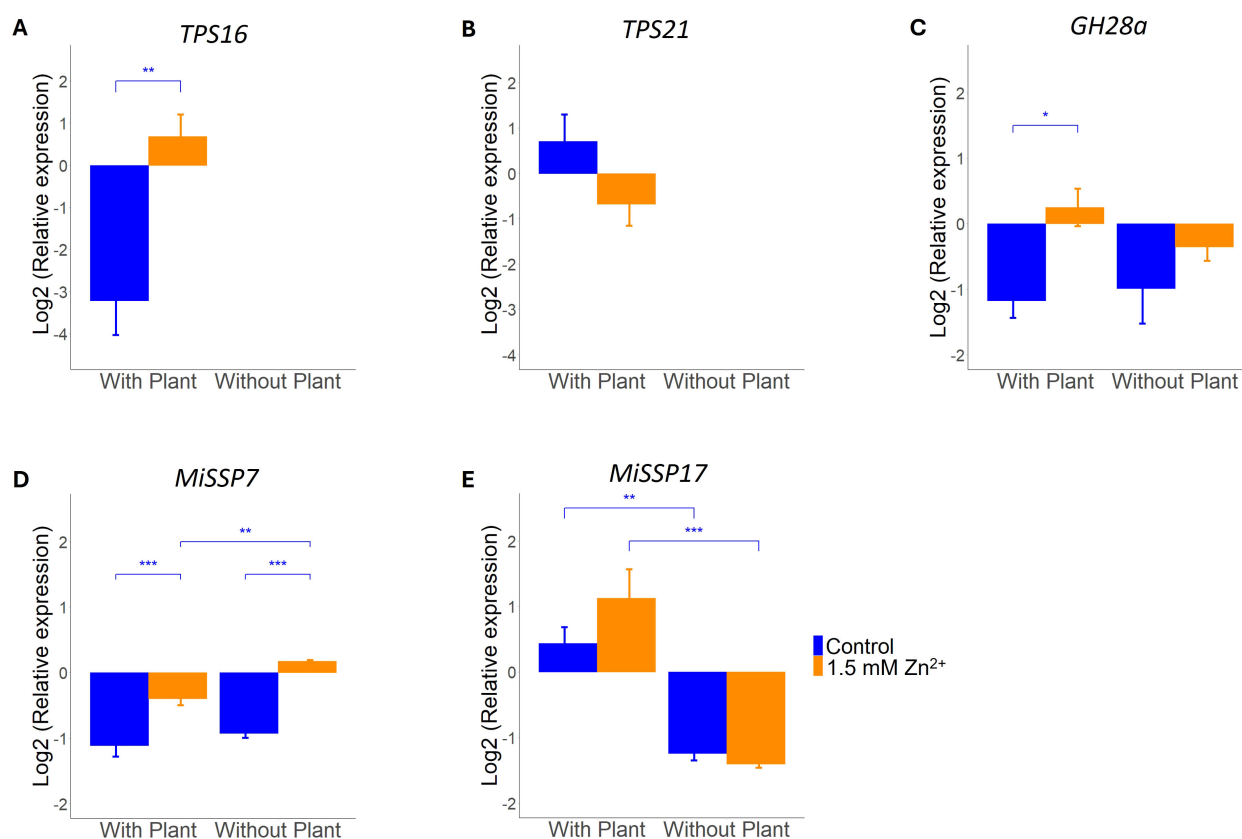 A
TPS16
Log2 (Relative expression)
2
1
0
-1
-2
-3
-4
**
With Plant Without Plant
B
TPS21
Log2 (Relative expression)
2
1
0
-1
-2
-3
-4
With Plant Without Plant
C
GH28a
Log2 (Relative expression)
2
1
0
-1
-2
*
With Plant Without Plant
D
MiSSP7
Log2 (Relative expression)
2
1
0
-1
-2
**
*** ***
With Plant Without Plant
E
MiSSP17
Log2 (Relative expression)
2
1
0
-1
-2
**
***
With Plant Without Plant
Control
1.5 mM Zn²⁺